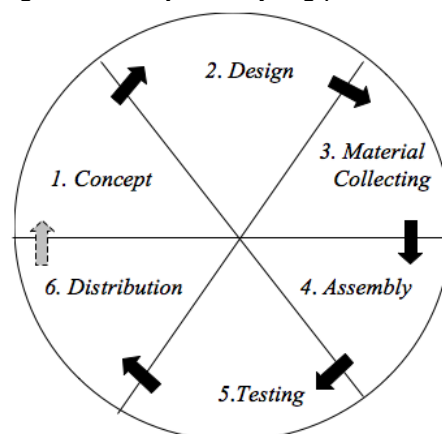 2. Design
1. Concept
3. Material
Collecting
6. Distribution
4. Assembly
5.Testing